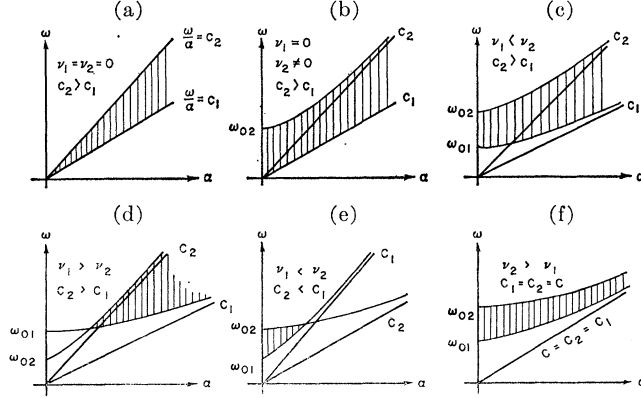 (a)
ω
ν₁ = ν₂ = 0
C₂ > C₁
ω/α = C₂
ω/α = C₁
α
(b)
ω
ν₁ = 0
ν₂ ≠ 0
C₂ > C₁
C₂
C₁
ω₀₂
α
(c)
ω
ν₁ < ν₂
C₂ > C₁
C₂
C₁
ω₀₂
ω₀₁
α
(d)
ω
ν₁ > ν₂
C₂ > C₁
C₂
C₁
ω₀₁
ω₀₂
α
(e)
ω
ν₁ < ν₂
C₂ < C₁
C₁
C₂
ω₀₂
ω₀₁
α
(f)
ω
ν₂ > ν₁
C₁ = C₂ = C
ω₀₂
ω₀₁
C = C₂ = C₁
α